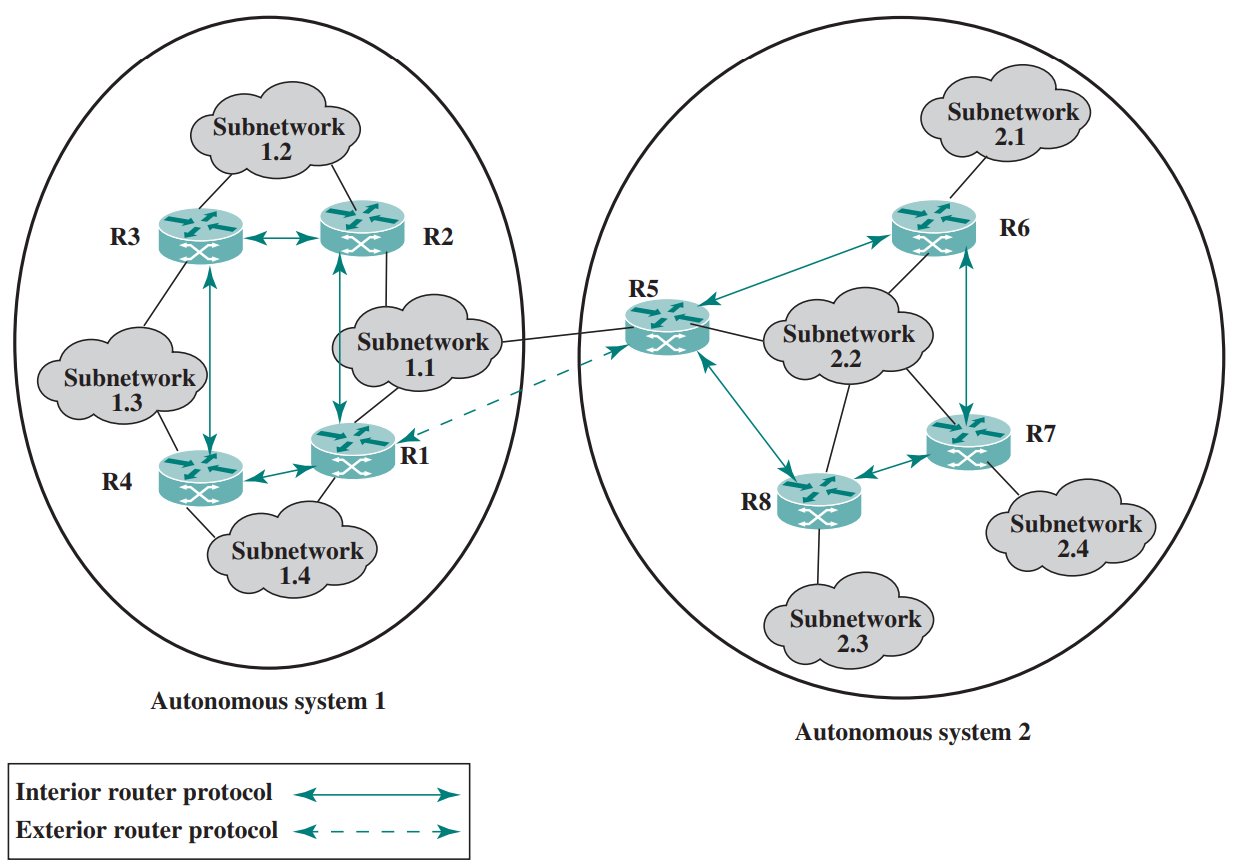 Subnetwork
1.2
R3
R2
Subnetwork
1.1
Subnetwork
1.3
R4
R1
Subnetwork
1.4
Autonomous system 1
Subnetwork
2.1
R6
R5
Subnetwork
2.2
R7
R8
Subnetwork
2.4
Subnetwork
2.3
Autonomous system 2
Interior router protocol
Exterior router protocol